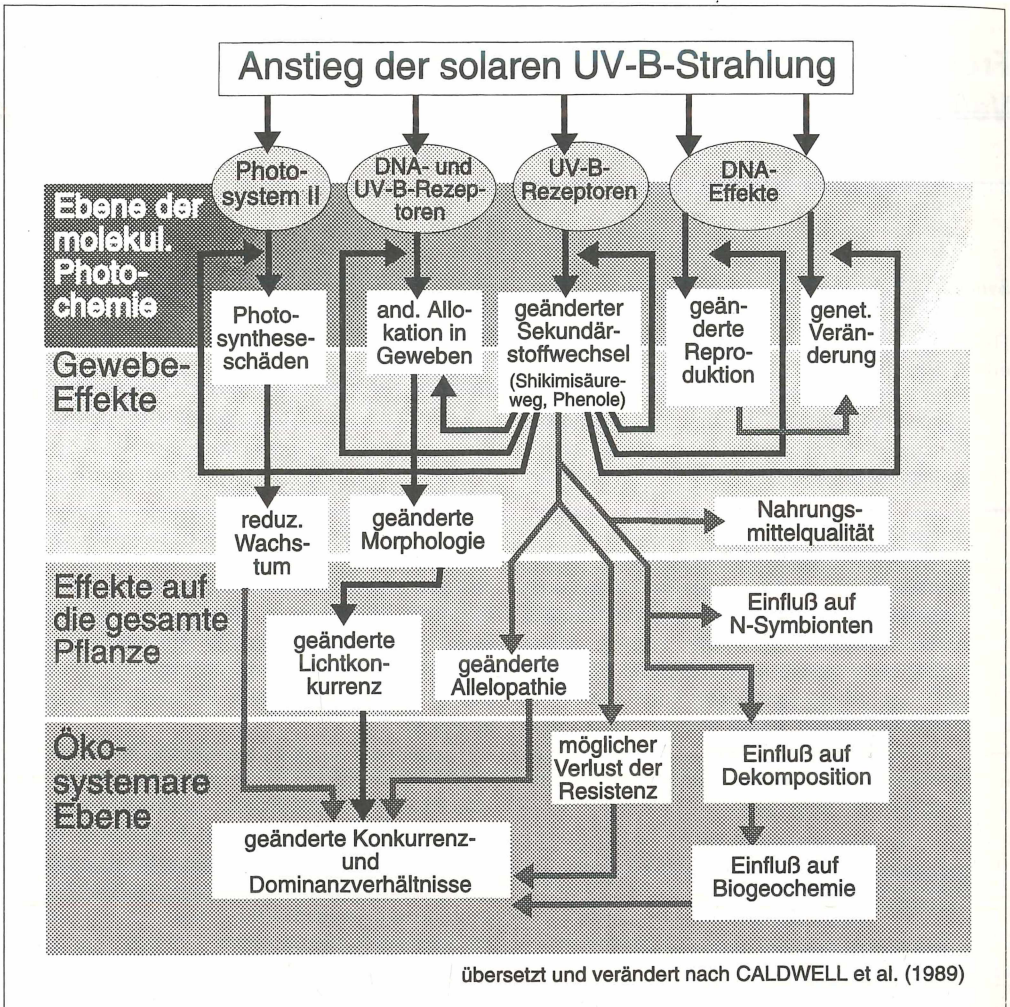 Anstieg der solaren UV-B-Strahlung
Photo-
system II
DNA- und
UV-B-Rezep-
toren
UV-B-
Rezeptoren
DNA-
Effekte
Ebene der
molekul.
Photo-
chemie
Photo-
synthese-
schäden
and. Allo-
kation in
Geweben
geänderter
Sekundär-
stoffwechsel
(Shikimisäure-
weg, Phenole)
geän-
derte
Repro-
duktion
genet.
Verän-
derung
Gewebe-
Effekte
reduz.
Wachs-
tum
geänderte
Morphologie
Nahrungs-
mittelqualität
Effekte auf
die gesamte
Pflanze
geänderte
Lichtkon-
kurrenz
geänderte
Allelopathie
Einfluß auf
N-Symbionten
Öko-
systemare
Ebene
möglicher
Verlust der
Resistenz
Einfluß auf
Dekomposition
geänderte Konkurrenz-
und
Dominanzverhältnisse
Einfluß auf
Biogeochemie
übersetzt und verändert nach CALDWELL et al. (1989)